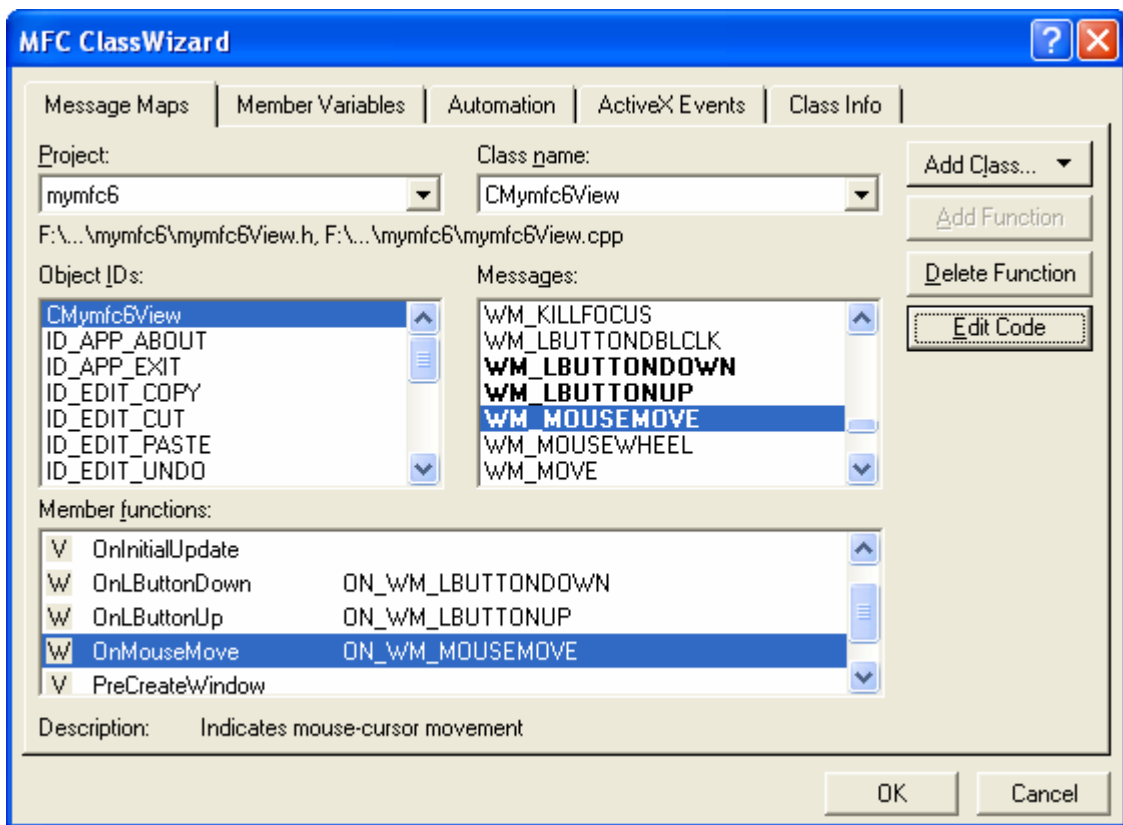 MFC ClassWizard
Message Maps Member Variables Automation ActiveX Events Class Info
Project: Class name:
mymfc6 CMymfc6View Add Class...
F:\...\mymfc6\mymfc6View.h, F:\...\mymfc6\mymfc6View.cpp Add Function
Object IDs: Messages: Delete Function
CMymfc6View WM_KILLFOCUS Edit Code
ID_APP_ABOUT WM_LBUTTONDBLCLK
ID_APP_EXIT WM_LBUTTONDOWN
ID_EDIT_COPY WM_LBUTTONUP
ID_EDIT_CUT WM_MOUSEMOVE
ID_EDIT_PASTE WM_MOUSEWHEEL
ID_EDIT_UNDO WM_MOVE
Member functions:
V OnInitialUpdate
W OnLButtonDown ON_WM_LBUTTONDOWN
W OnLButtonUp ON_WM_LBUTTONUP
W OnMouseMove ON_WM_MOUSEMOVE
V PreCreateWindow
Description: Indicates mouse-cursor movement
OK Cancel